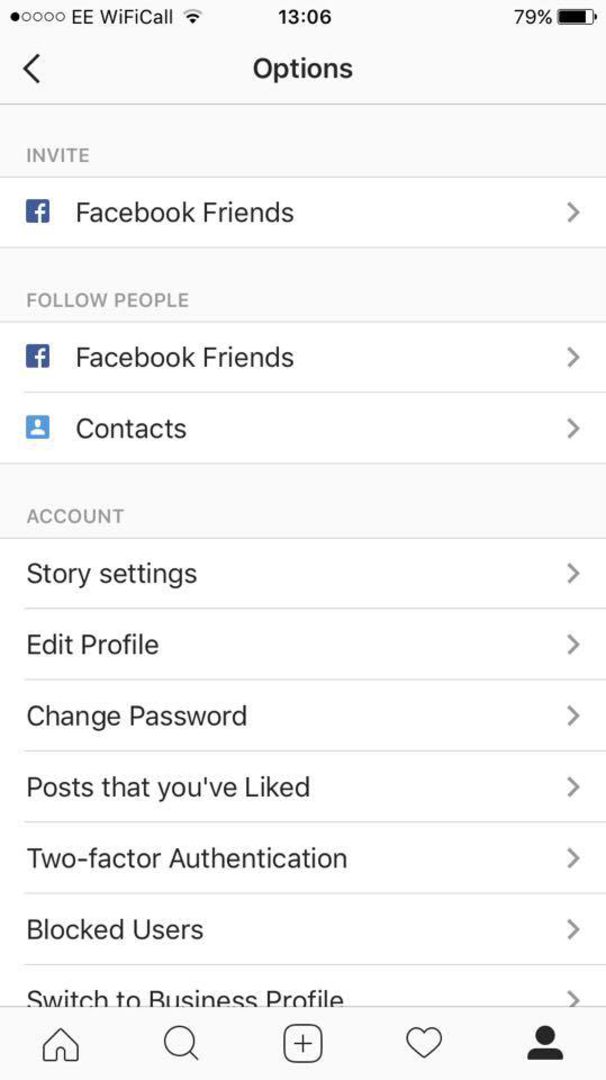 EE WiFiCall 13:06 79%
Options
INVITE
Facebook Friends
FOLLOW PEOPLE
Facebook Friends
Contacts
ACCOUNT
Story settings
Edit Profile
Change Password
Posts that you've Liked
Two-factor Authentication
Blocked Users
Switch to Business Profile